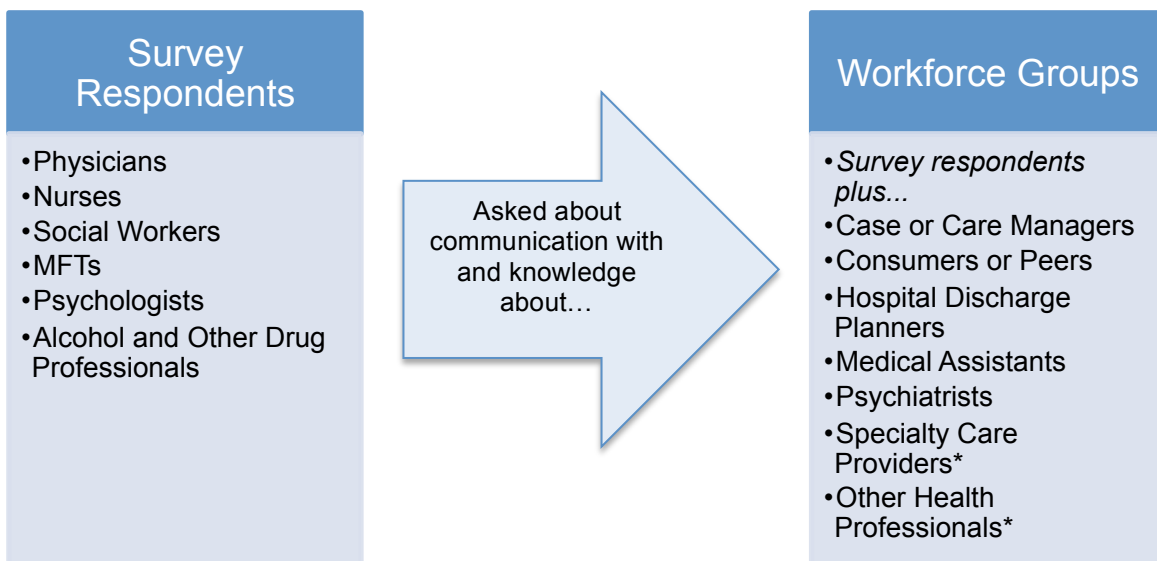 Survey
Respondents
•Physicians
•Nurses
•Social Workers
•MFTs
•Psychologists
•Alcohol and Other Drug
Professionals
Asked about
communication with
and knowledge
about…
Workforce Groups
•Survey respondents
plus...
•Case or Care Managers
•Consumers or Peers
•Hospital Discharge
Planners
•Medical Assistants
•Psychiatrists
•Specialty Care
Providers*
•Other Health
Professionals*